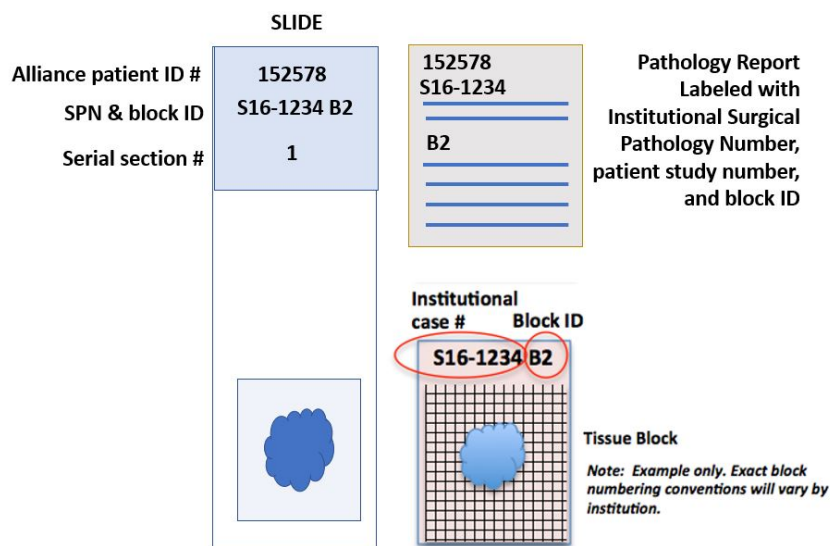 SLIDE
Alliance patient ID #
152578
SPN & block ID
S16-1234 B2
Serial section #
1
152578
S16-1234
B2
Pathology Report
Labeled with
Institutional Surgical
Pathology Number,
patient study number,
and block ID
Institutional
case #
Block ID
S16-1234 B2
Tissue Block
Note: Example only. Exact block
numbering conventions will vary by
institution.